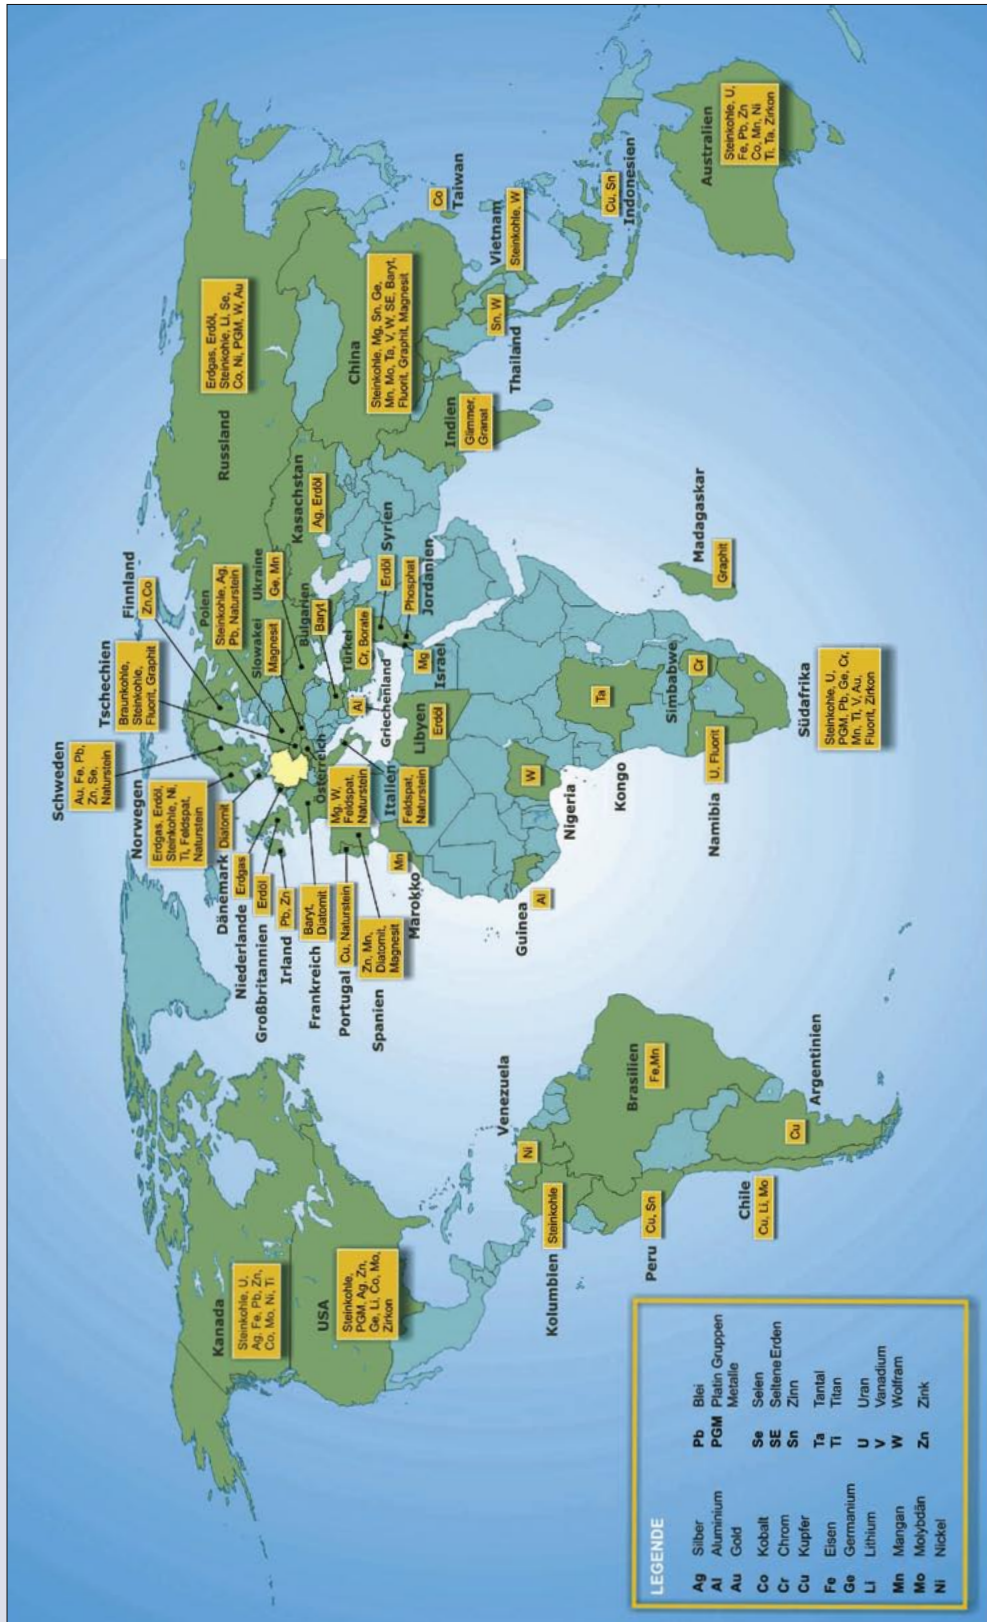 Kanada
Steinkohle, U,
Ag, Fe, Pb, Zn,
Co, Mo, Ni, Ti
USA
Steinkohle,
PGM, Ag, Zn,
Ge, Li, Co, Mo,
Zirkon
Venezuela
Ni
Kolumbien
Steinkohle
Brasilien
Fe,Mn
Peru
Cu, Sn
Chile
Cu, Li, Mo
Argentinien
Cu
Schweden
Au, Fe, Pb,
Zn, Se,
Naturstein
Norwegen
Erdgas, Erdöl,
Steinkohle, Ni,
Ti, Feldspat,
Naturstein
Dänemark
Diatomit
Niederlande
Erdgas
Großbritannien
Erdöl
Irland
Pb, Zn
Frankreich
Baryt,
Diatomit
Portugal
Cu, Naturstein
Spanien
Zn, Mn,
Diatomit,
Magnesit
Marokko
Mn
Tschechien
Braunkohle,
Steinkohle,
Fluorit, Graphit
Finnland
Zn,Co
Polen
Steinkohle, Ag,
Pb, Naturstein
Slowakei
Magnesit
Ukraine
Ge, Mn
Bulgarien
Baryt
Österreich
Mg, W,
Feldspat,
Naturstein
Italien
Feldspat,
Naturstein
Griechenland
Al
Türkei
Cr, Borate
Syrien
Erdöl
Jordanien
Phosphat
Israel
Mg
Libyen
Erdöl
Guinea
Al
Nigeria
W
Kongo
Ta
Simbabwe
Cr
Namibia
U, Fluorit
Südafrika
Steinkohle, U,
PGM, Pb, Ge, Cr,
Mn, Ti, V, Au,
Fluorit, Zirkon
Madagaskar
Graphit
Russland
Erdgas, Erdöl,
Steinkohle, Li, Se,
Co, Ni, PGM, W, Au
Kasachstan
Ag, Erdöl
China
Steinkohle, Mg, Sn, Ge,
Mn, Mo, Ta, V, W, SE, Baryt,
Fluorit, Graphit, Magnesit
Indien
Glimmer,
Granat
Thailand
Sn, W
Vietnam
Steinkohle, W
Taiwan
Co
Indonesien
Cu, Sn
Australien
Steinkohle, U,
Fe, Pb, Zn
Co, Mn, Ni
Ti, Ta, Zirkon
LEGENDE
Ag Silber
Al Aluminium
Au Gold
Co Kobalt
Cr Chrom
Cu Kupfer
Fe Eisen
Ge Germanium
Li Lithium
Mn Mangan
Mo Molybdän
Ni Nickel
Pb Blei
PGM Platin Gruppen
Metalle
Se Selen
SE Seltene Erden
Sn Zinn
Ta Tantal
Ti Titan
U Uran
V Vanadium
W Wolfram
Zn Zink